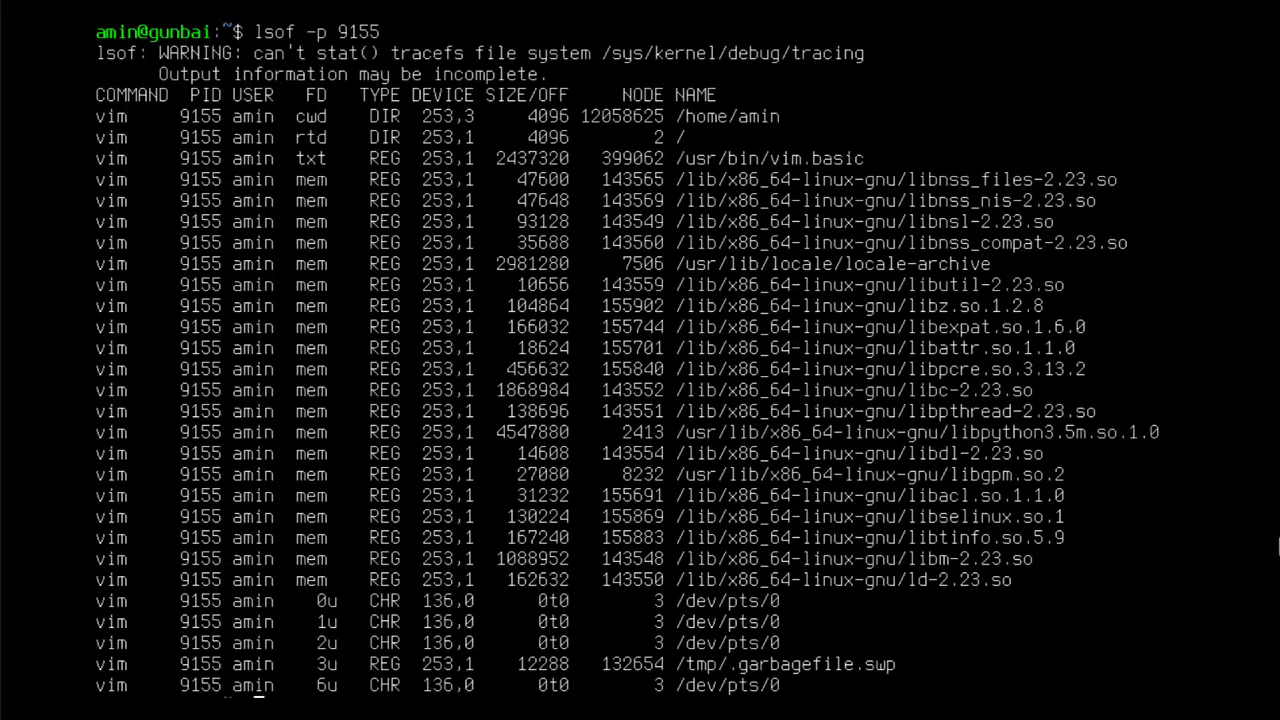 amin@gunbai:~$ lsof -p 9155
lsof: WARNING: can't stat() tracefs file system /sys/kernel/debug/tracing
      Output information may be incomplete.
COMMAND  PID USER   FD   TYPE DEVICE SIZE/OFF     NODE NAME
vim     9155 amin  cwd    DIR  253,3     4096 12058625 /home/amin
vim     9155 amin  rtd    DIR  253,1     4096        2 /
vim     9155 amin  txt    REG  253,1  2437320   399062 /usr/bin/vim.basic
vim     9155 amin  mem    REG  253,1    47600   143565 /lib/x86_64-linux-gnu/libnss_files-2.23.so
vim     9155 amin  mem    REG  253,1    47648   143569 /lib/x86_64-linux-gnu/libnss_nis-2.23.so
vim     9155 amin  mem    REG  253,1    93128   143549 /lib/x86_64-linux-gnu/libnsl-2.23.so
vim     9155 amin  mem    REG  253,1    35688   143560 /lib/x86_64-linux-gnu/libnss_compat-2.23.so
vim     9155 amin  mem    REG  253,1  2981280     7506 /usr/lib/locale/locale-archive
vim     9155 amin  mem    REG  253,1    10656   143559 /lib/x86_64-linux-gnu/libutil-2.23.so
vim     9155 amin  mem    REG  253,1   104864   155902 /lib/x86_64-linux-gnu/libz.so.1.2.8
vim     9155 amin  mem    REG  253,1   166032   155744 /lib/x86_64-linux-gnu/libexpat.so.1.6.0
vim     9155 amin  mem    REG  253,1    18624   155701 /lib/x86_64-linux-gnu/libattr.so.1.1.0
vim     9155 amin  mem    REG  253,1   456632   155840 /lib/x86_64-linux-gnu/libpcre.so.3.13.2
vim     9155 amin  mem    REG  253,1  1868984   143552 /lib/x86_64-linux-gnu/libc-2.23.so
vim     9155 amin  mem    REG  253,1   138696   143551 /lib/x86_64-linux-gnu/libpthread-2.23.so
vim     9155 amin  mem    REG  253,1  4547880     2413 /usr/lib/x86_64-linux-gnu/libpython3.5m.so.1.0
vim     9155 amin  mem    REG  253,1    14608   143554 /lib/x86_64-linux-gnu/libdl-2.23.so
vim     9155 amin  mem    REG  253,1    27080     8232 /usr/lib/x86_64-linux-gnu/libgpm.so.2
vim     9155 amin  mem    REG  253,1    31232   155691 /lib/x86_64-linux-gnu/libacl.so.1.1.0
vim     9155 amin  mem    REG  253,1   130224   155869 /lib/x86_64-linux-gnu/libselinux.so.1
vim     9155 amin  mem    REG  253,1   167240   155883 /lib/x86_64-linux-gnu/libtinfo.so.5.9
vim     9155 amin  mem    REG  253,1  1088952   143548 /lib/x86_64-linux-gnu/libm-2.23.so
vim     9155 amin  mem    REG  253,1   162632   143550 /lib/x86_64-linux-gnu/ld-2.23.so
vim     9155 amin    0u   CHR  136,0      0t0        3 /dev/pts/0
vim     9155 amin    1u   CHR  136,0      0t0        3 /dev/pts/0
vim     9155 amin    2u   CHR  136,0      0t0        3 /dev/pts/0
vim     9155 amin    3u   REG  253,1    12288   132654 /tmp/.garbagefile.swp
vim     9155 amin    6u   CHR  136,0      0t0        3 /dev/pts/0